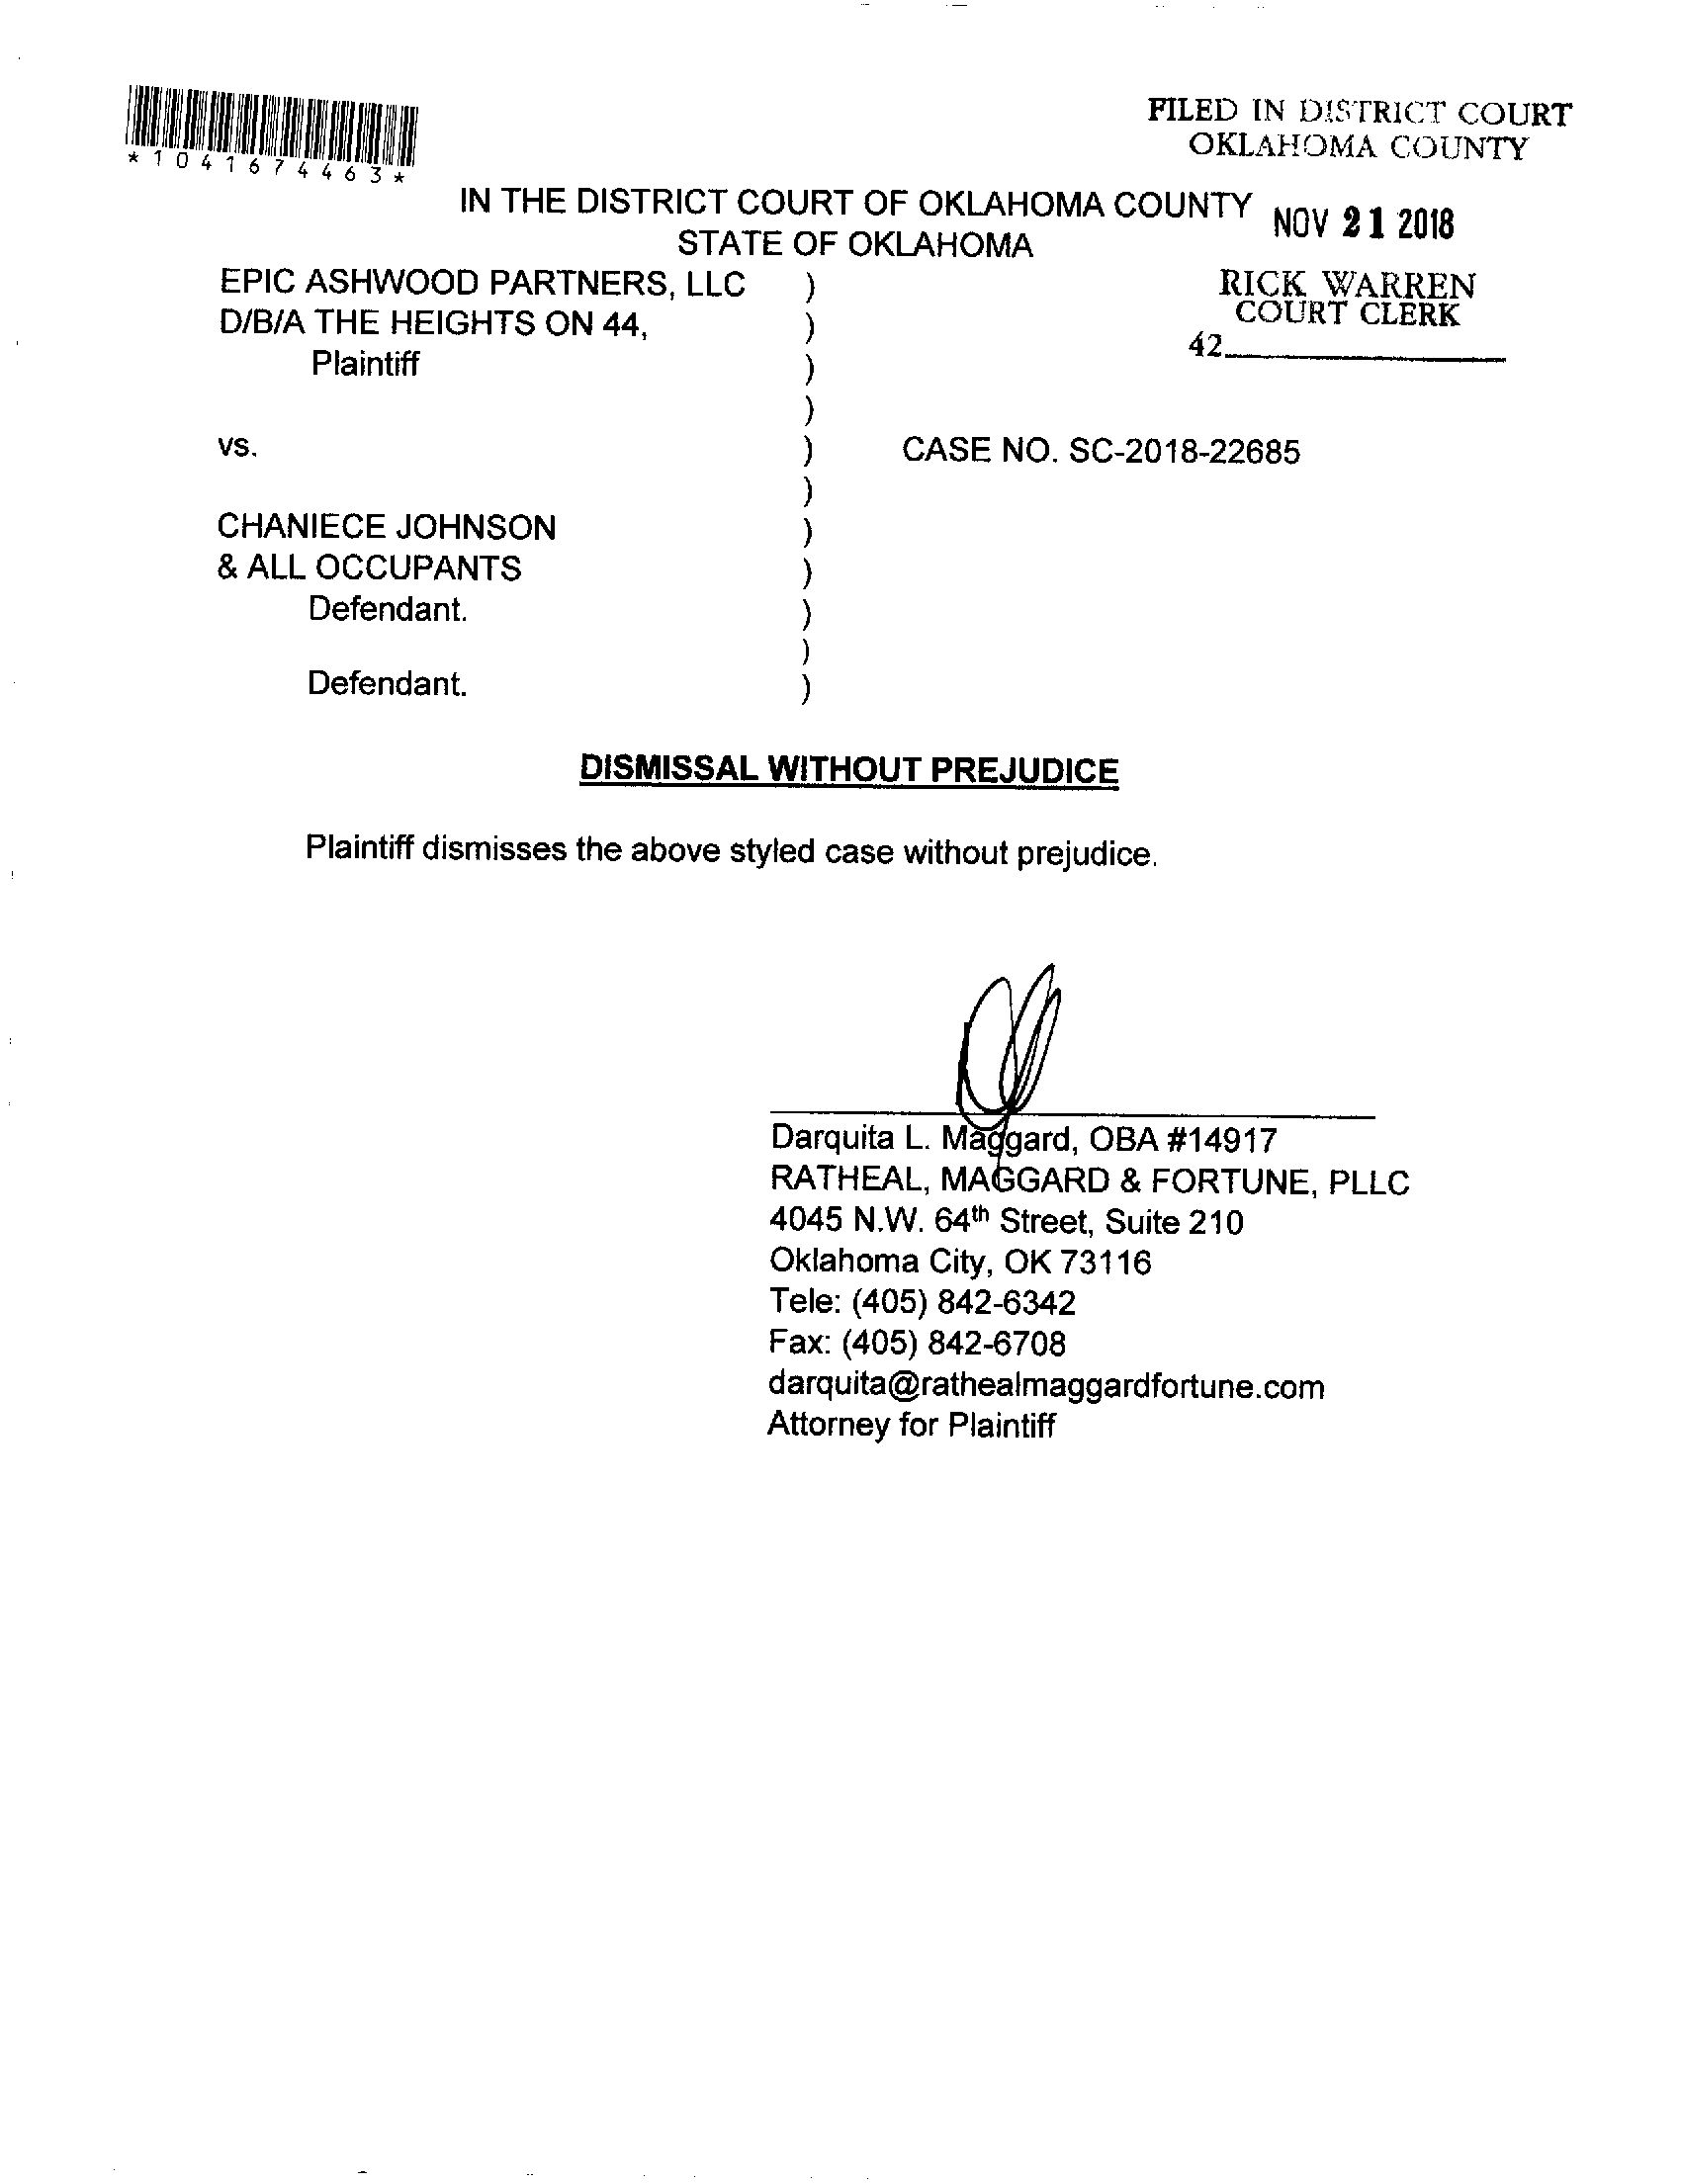 *1041674463*
FILED IN DISTRICT COURT
OKLAHOMA COUNTY
IN THE DISTRICT COURT OF OKLAHOMA COUNTY
NOV 21 2018
STATE OF OKLAHOMA
EPIC ASHWOOD PARTNERS, LLC )
RICK WARREN
D/B/A THE HEIGHTS ON 44, )
COURT CLERK
42
Plaintiff )
)
vs. ) CASE NO. SC-2018-22685
)
CHANIECE JOHNSON )
& ALL OCCUPANTS )
Defendant. )
)
Defendant. )
DISMISSAL WITHOUT PREJUDICE
Plaintiff dismisses the above styled case without prejudice.
Darquita L. Maggard, OBA #14917
RATHEAL, MAGGARD & FORTUNE, PLLC
4045 N.W. 64th Street, Suite 210
Oklahoma City, OK 73116
Tele: (405) 842-6342
Fax: (405) 842-6708
darquita@rathealmaggardfortune.com
Attorney for Plaintiff